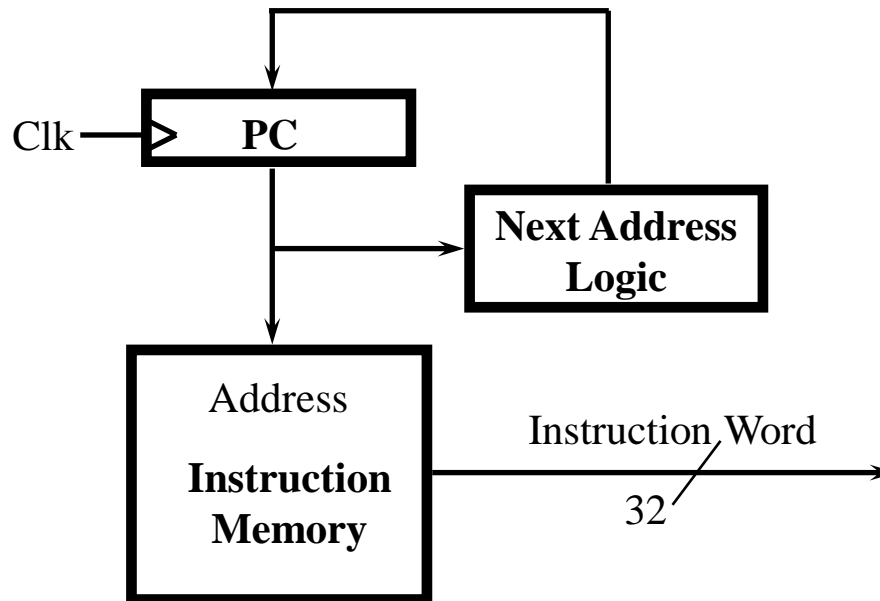 Clk
PC
Next Address
Logic
Address
Instruction
Memory
Instruction Word
32